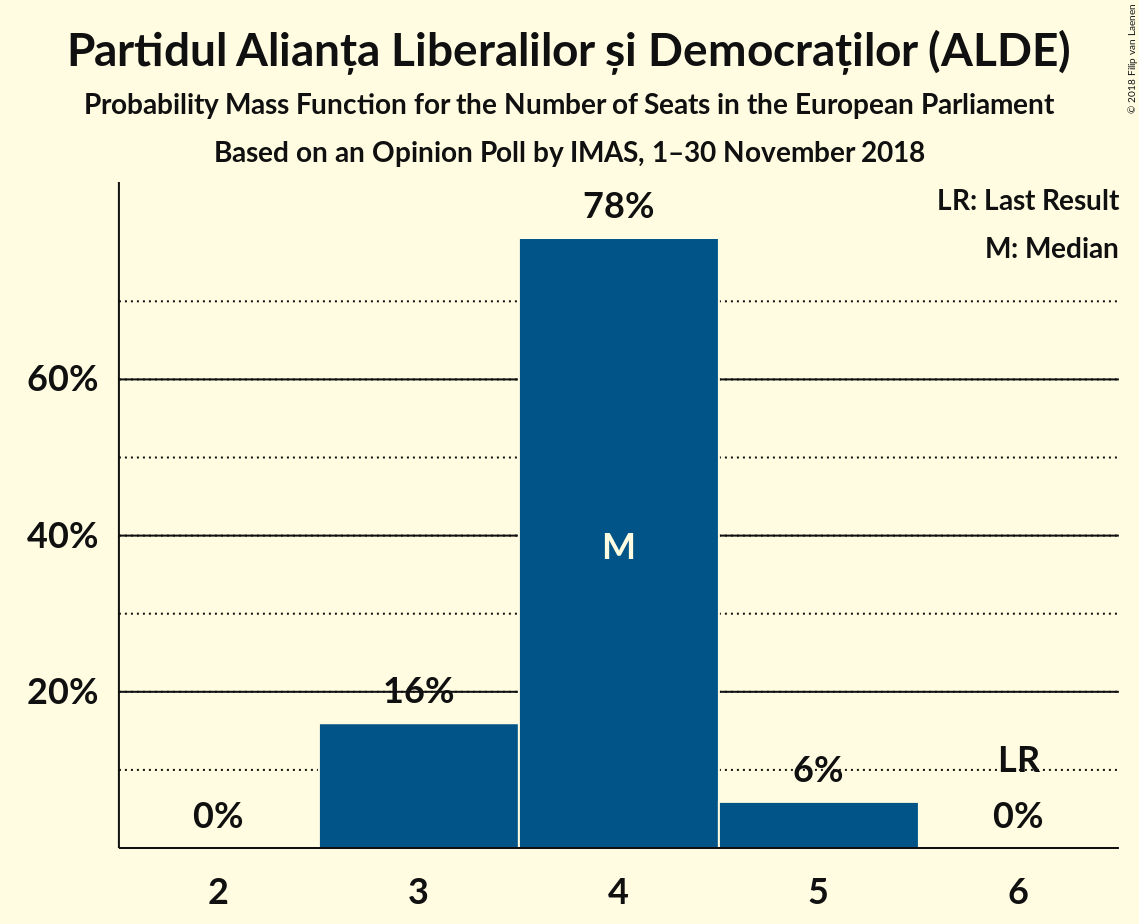 Partidul Alianța Liberalilor și Democraților (ALDE)
Probability Mass Function for the Number of Seats in the European Parliament
Based on an Opinion Poll by IMAS, 1–30 November 2018
© 2018 Filip van Laenen
LR: Last Result
M: Median
78%
60%
40%
M
20%
16%
6%
LR
0%
0%
2
3
4
5
6